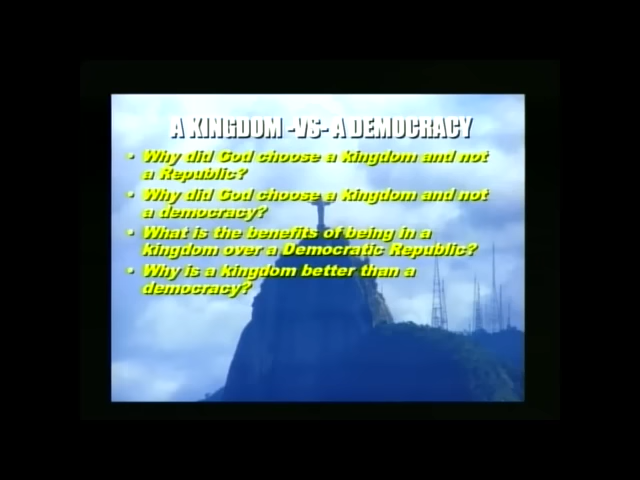 A KINGDOM -VS- A DEMOCRACY
• Why did God choose a kingdom and not
a Republic?
• Why did God choose a kingdom and not
a democracy?
• What is the benefits of being in a
kingdom over a Democratic Republic?
• Why is a kingdom better than a
democracy?